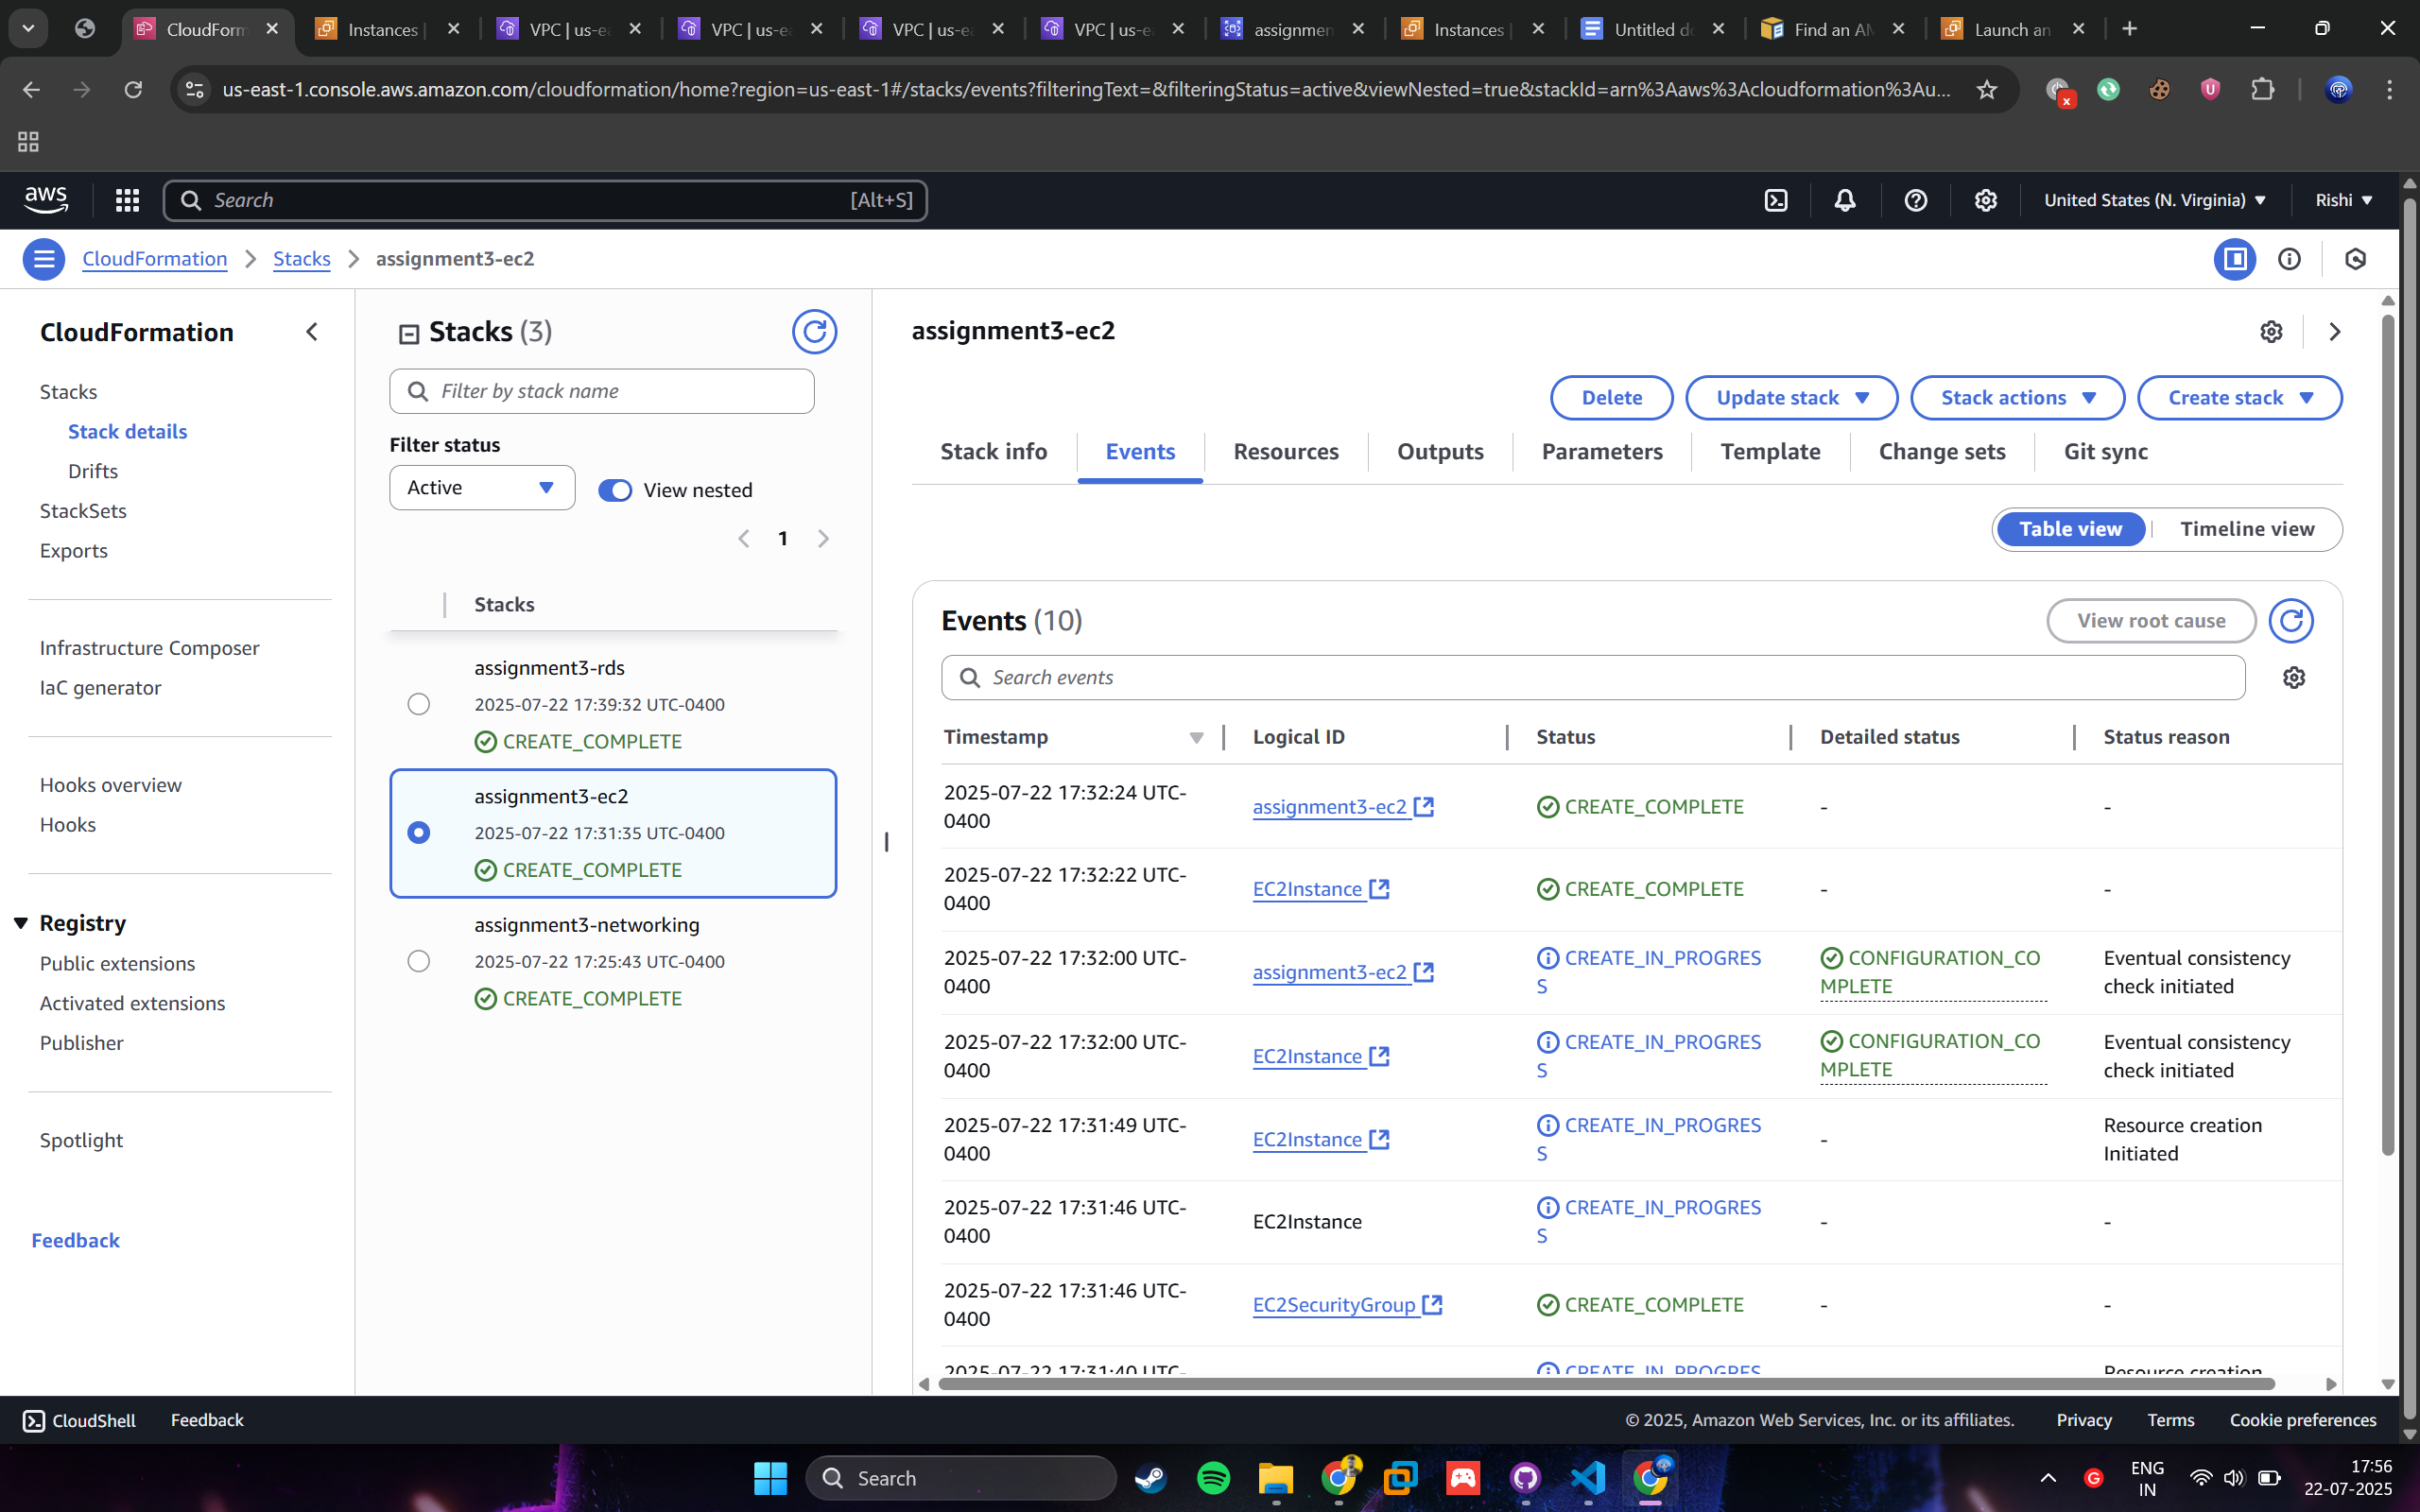 CloudForm
Instances |
VPC | us-ea
VPC | us-ea
VPC | us-ea
VPC | us-ea
assignmen
Instances |
Untitled do
Find an AM
Launch an
us-east-1.console.aws.amazon.com/cloudformation/home?region=us-east-1#/stacks/events?filteringText=&filteringStatus=active&viewNested=true&stackId=arn%3Aaws%3Acloudformation%3Au...
aws
Search
[Alt+S]
United States (N. Virginia)
Rishi
CloudFormation
Stacks
assignment3-ec2
CloudFormation
Stacks
Stack details
Drifts
StackSets
Exports
Infrastructure Composer
IaC generator
Hooks overview
Hooks
Registry
Public extensions
Activated extensions
Publisher
Spotlight
Feedback
Stacks (3)
Filter by stack name
Filter status
Active
View nested
1
Stacks
assignment3-rds
2025-07-22 17:39:32 UTC-0400
CREATE_COMPLETE
assignment3-ec2
2025-07-22 17:31:35 UTC-0400
CREATE_COMPLETE
assignment3-networking
2025-07-22 17:25:43 UTC-0400
CREATE_COMPLETE
assignment3-ec2
Delete
Update stack
Stack actions
Create stack
Stack info
Events
Resources
Outputs
Parameters
Template
Change sets
Git sync
Table view
Timeline view
Events (10)
View root cause
Search events
Timestamp
Logical ID
Status
Detailed status
Status reason
2025-07-22 17:32:24 UTC-
0400
assignment3-ec2
CREATE_COMPLETE
-
-
2025-07-22 17:32:22 UTC-
0400
EC2Instance
CREATE_COMPLETE
-
-
2025-07-22 17:32:00 UTC-
0400
assignment3-ec2
CREATE_IN_PROGRES
S
CONFIGURATION_CO
MPLETE
Eventual consistency
check initiated
2025-07-22 17:32:00 UTC-
0400
EC2Instance
CREATE_IN_PROGRES
S
CONFIGURATION_CO
MPLETE
Eventual consistency
check initiated
2025-07-22 17:31:49 UTC-
0400
EC2Instance
CREATE_IN_PROGRES
S
-
Resource creation
Initiated
2025-07-22 17:31:46 UTC-
0400
EC2Instance
CREATE_IN_PROGRES
S
-
-
2025-07-22 17:31:46 UTC-
0400
EC2SecurityGroup
CREATE_COMPLETE
-
-
2025-07-22 17:31:40 UTC-
CREATE_IN_PROGRES
Resource creation
CloudShell
Feedback
© 2025, Amazon Web Services, Inc. or its affiliates.
Privacy
Terms
Cookie preferences
Search
ENG
IN
17:56
22-07-2025